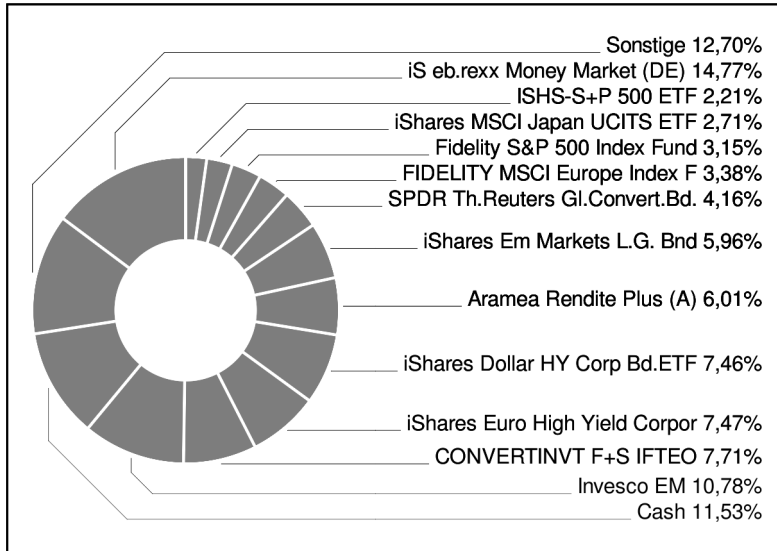 Sonstige 12,70%
iS eb.rexx Money Market (DE) 14,77%
ISHS-S+P 500 ETF 2,21%
iShares MSCI Japan UCITS ETF 2,71%
Fidelity S&P 500 Index Fund 3,15%
FIDELITY MSCI Europe Index F 3,38%
SPDR Th.Reuters Gl.Convert.Bd. 4,16%
iShares Em Markets L.G. Bnd 5,96%
Aramea Rendite Plus (A) 6,01%
iShares Dollar HY Corp Bd.ETF 7,46%
iShares Euro High Yield Corpor 7,47%
CONVERTINVT F+S IFTEO 7,71%
Invesco EM 10,78%
Cash 11,53%